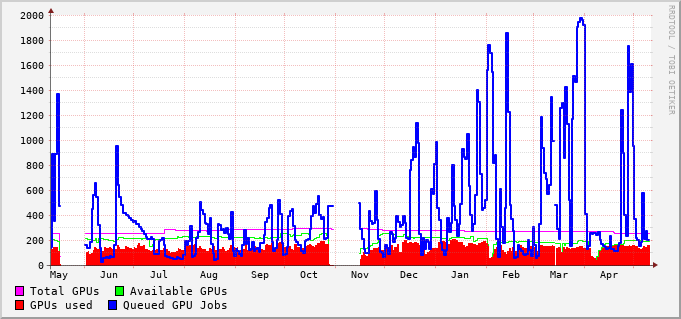 2000
1800
1600
1400
1200
1000
800
600
400
200
0
May Jun Jul Aug Sep Oct Nov Dec Jan Feb Mar Apr
Total GPUs Available GPUs
GPUs used Queued GPU Jobs
RRDTOOL / TOBI OETIKER